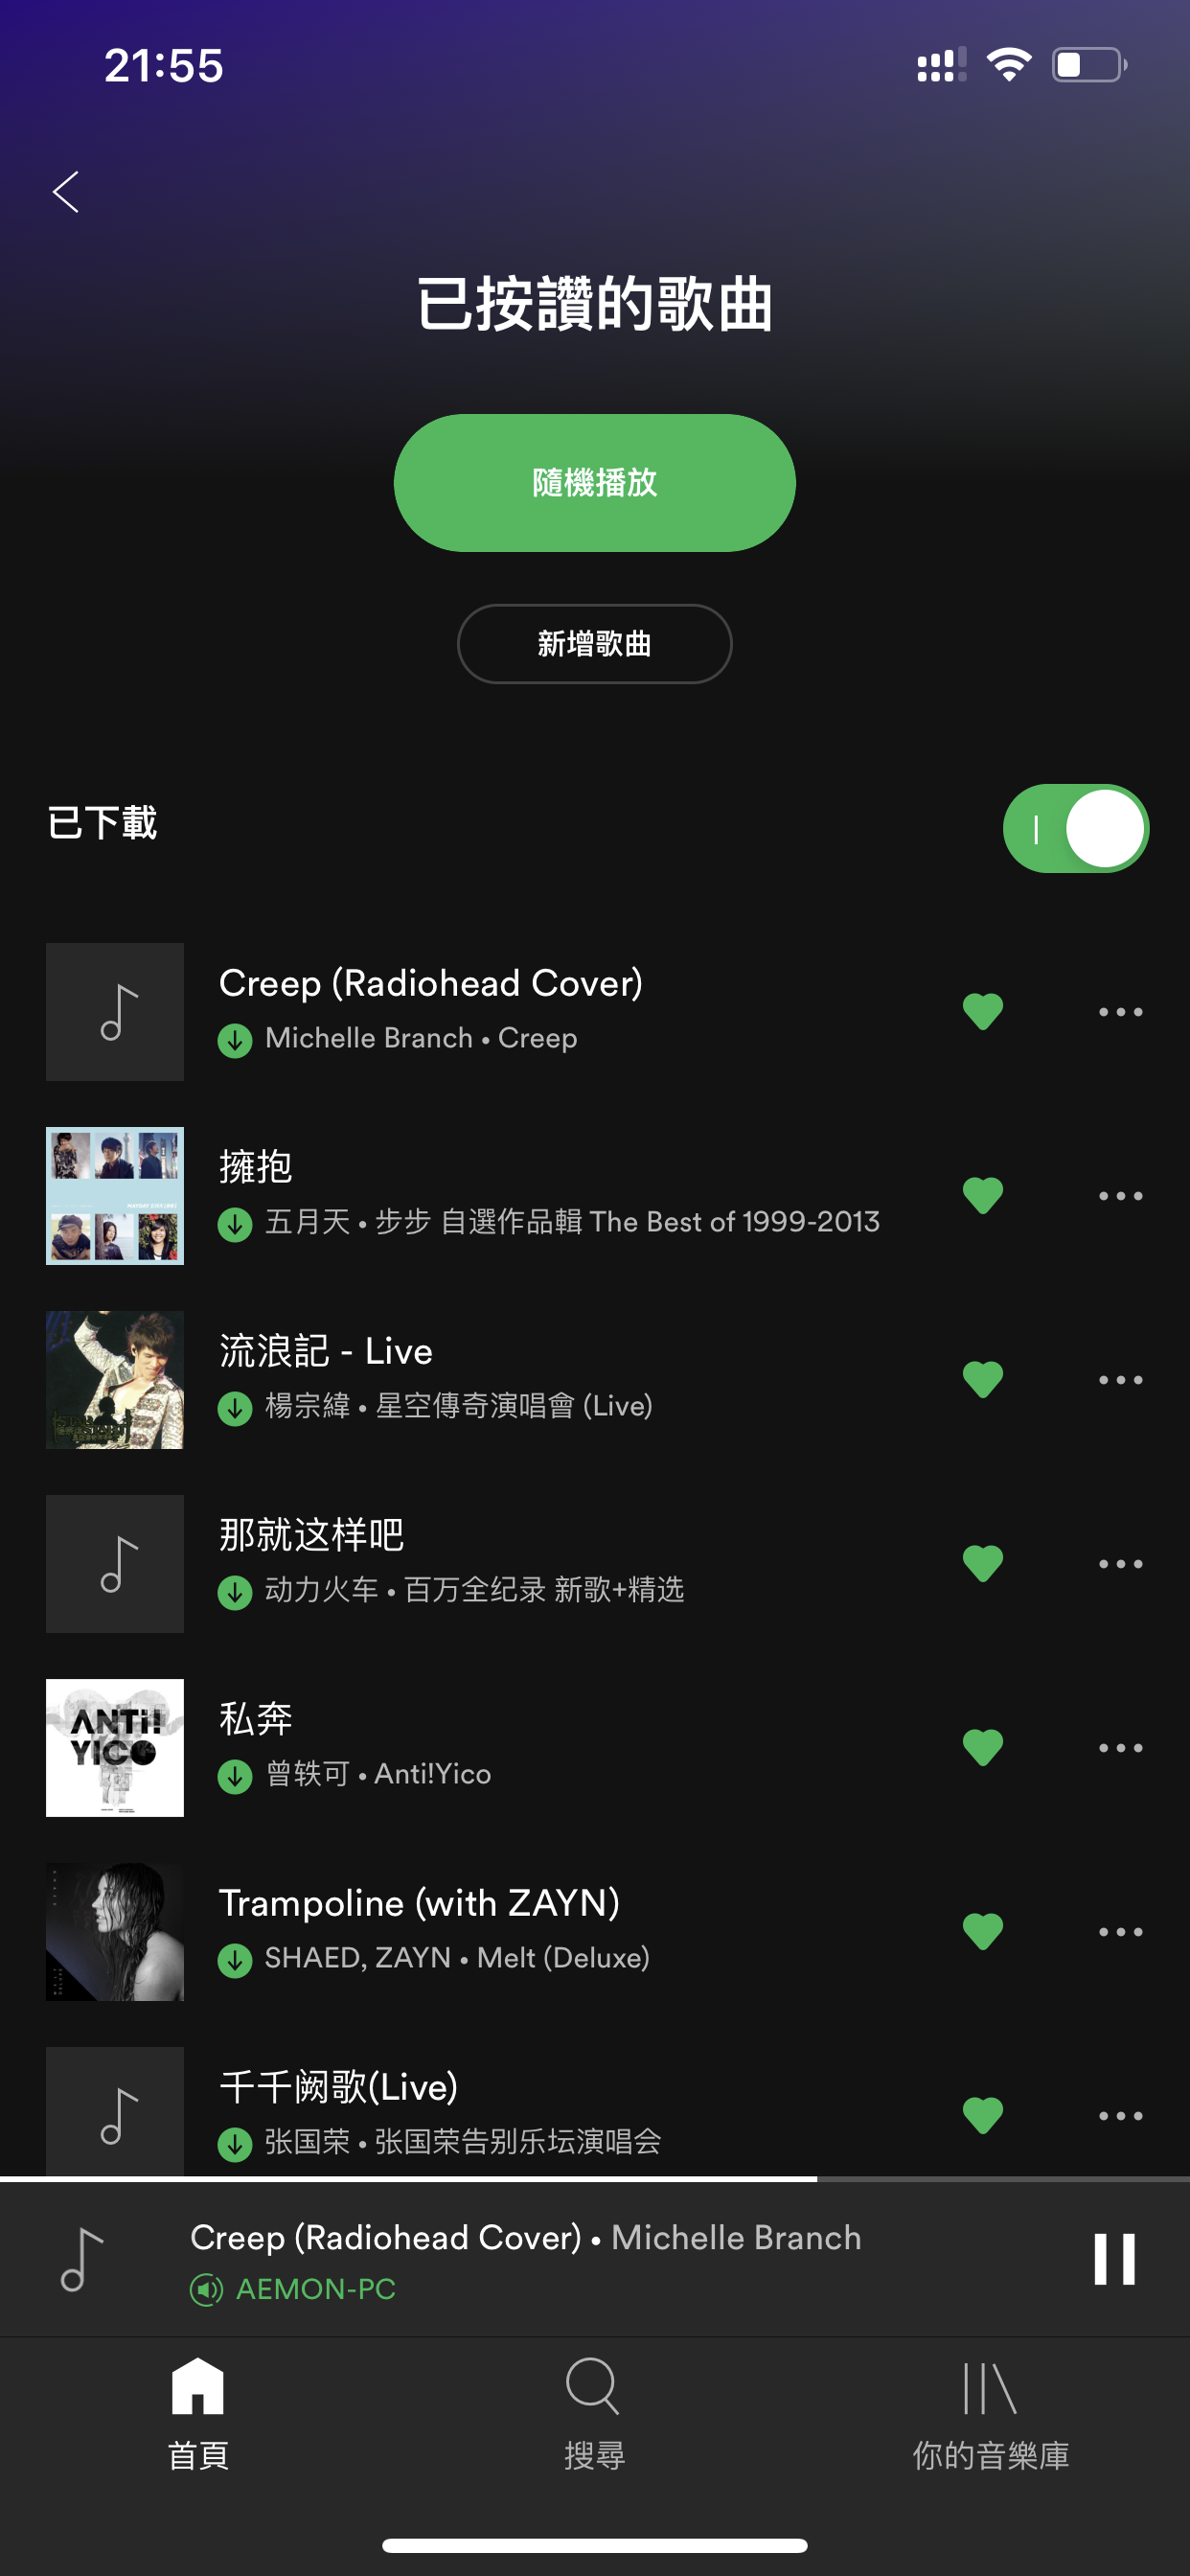 21:55
已按讚的歌曲
隨機播放
新增歌曲
已下載
Creep (Radiohead Cover)
Michelle Branch • Creep
擁抱
五月天 • 步步 自選作品輯 The Best of 1999-2013
流浪記 - Live
楊宗緯 • 星空傳奇演唱會 (Live)
那就这样吧
动力火车 • 百万全纪录 新歌+精选
ANTi!
YICO
私奔
曾轶可 • Anti!Yico
Trampoline (with ZAYN)
SHAED, ZAYN • Melt (Deluxe)
千千阙歌(Live)
张国荣 • 张国荣告别乐坛演唱会
Creep (Radiohead Cover) • Michelle Branch
AEMON-PC
首頁
搜尋
你的音樂庫